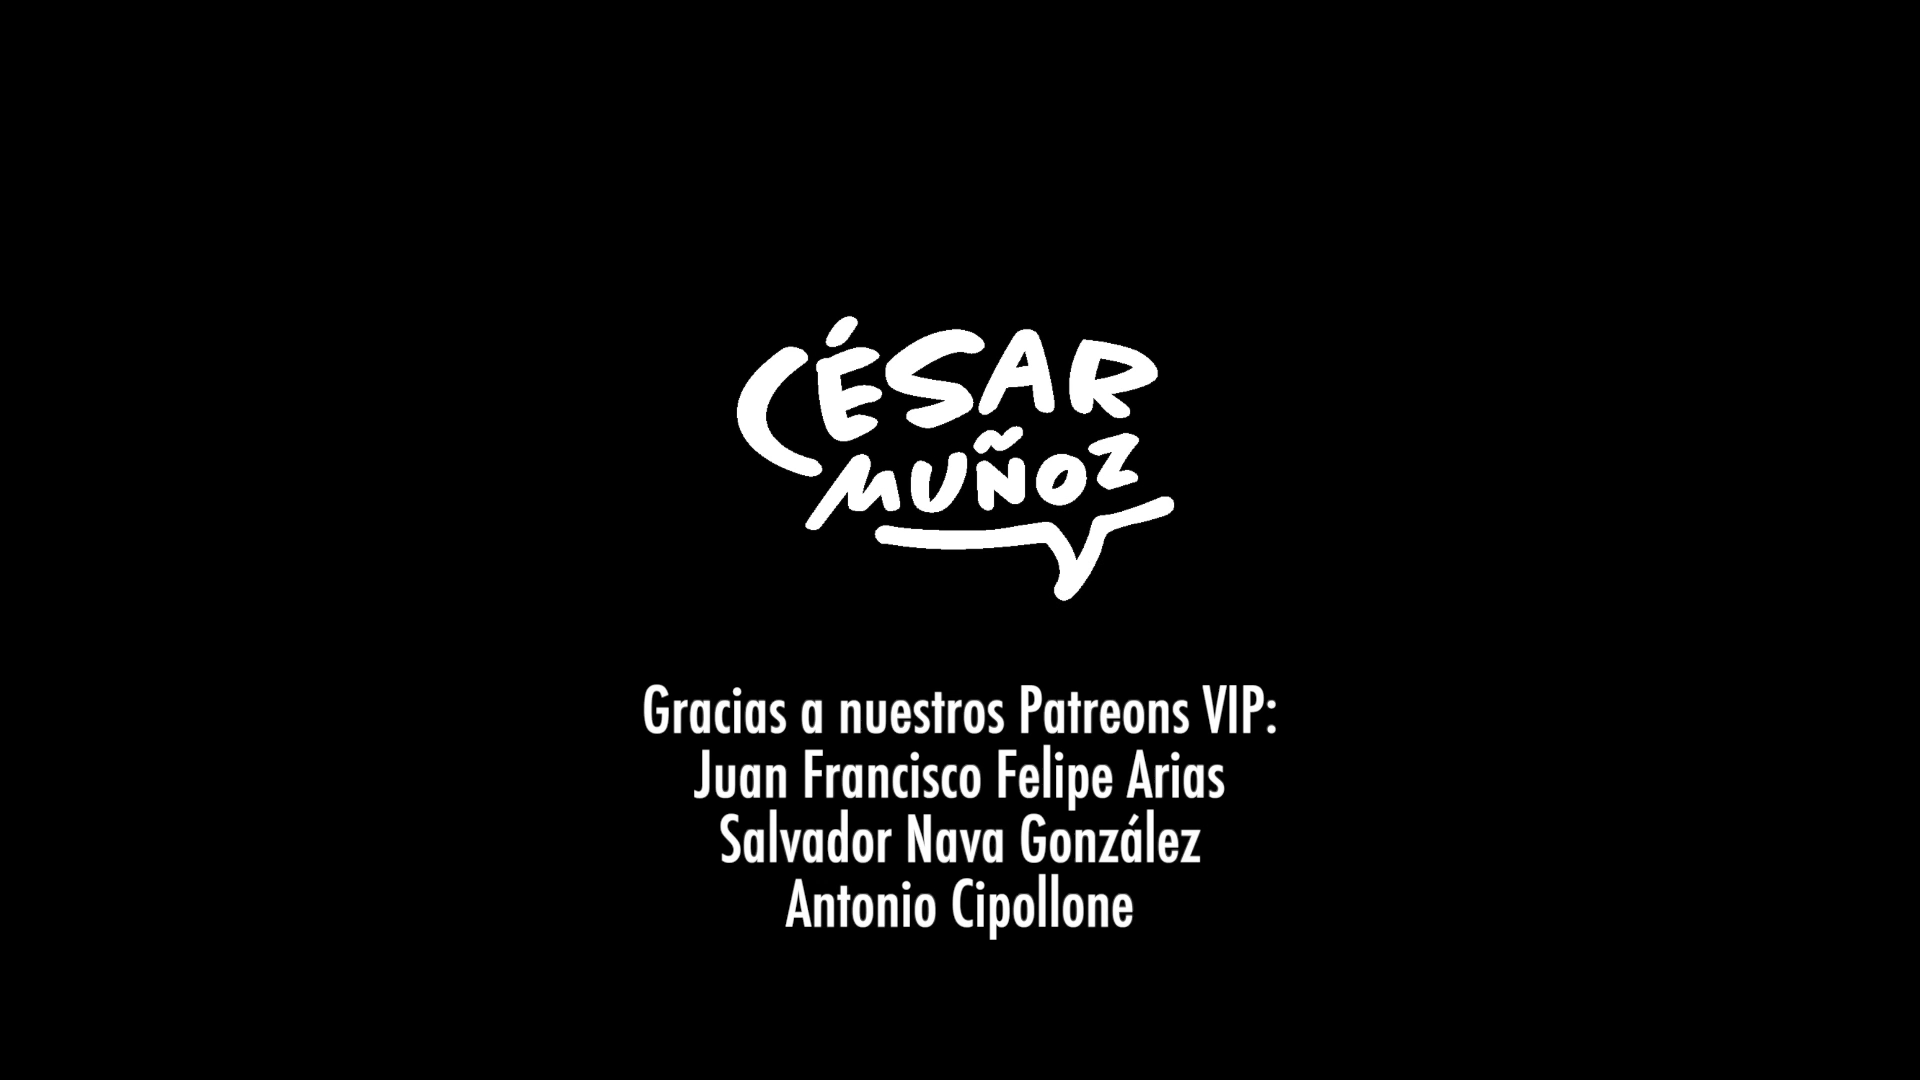 CÉSAR
MUÑOZ
Gracias a nuestros Patreons VIP:
Juan Francisco Felipe Arias
Salvador Nava González
Antonio Cipollone